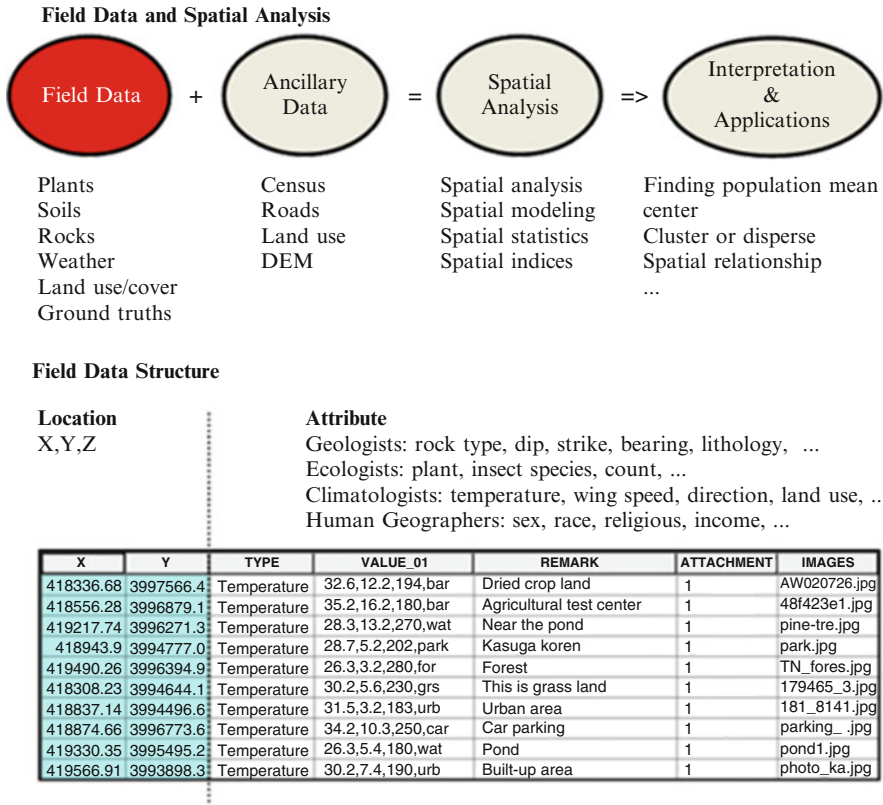 Field Data and Spatial Analysis
Field Data + Ancillary Data = Spatial Analysis => Interpretation & Applications
Plants
Soils
Rocks
Weather
Land use/cover
Ground truths
Census
Roads
Land use
DEM
Spatial analysis
Spatial modeling
Spatial statistics
Spatial indices
Finding population mean
center
Cluster or disperse
Spatial relationship
...
Field Data Structure
Location
X,Y,Z
Attribute
Geologists: rock type, dip, strike, bearing, lithology, ...
Ecologists: plant, insect species, count, ...
Climatologists: temperature, wing speed, direction, land use, ..
Human Geographers: sex, race, religious, income, ...
X Y TYPE VALUE_01 REMARK ATTACHMENT IMAGES
418336.68 3997566.4 Temperature 32.6,12.2,194,bar Dried crop land 1 AW020726.jpg
418556.28 3996879.1 Temperature 35.2,16.2,180,bar Agricultural test center 1 48f423e1.jpg
419217.74 3996271.3 Temperature 28.3,13.2,270,wat Near the pond 1 pine-tre.jpg
418943.9 3994777.0 Temperature 28.7,5.2,202,park Kasuga koren 1 park.jpg
419490.26 3996394.9 Temperature 26.3,3.2,280,for Forest 1 TN_fores.jpg
418308.23 3994644.1 Temperature 30.2,5.6,230,grs This is grass land 1 179465_3.jpg
418837.14 3994496.6 Temperature 31.5,3.2,183,urb Urban area 1 181_8141.jpg
418874.66 3996773.6 Temperature 34.2,10.3,250,car Car parking 1 parking_ .jpg
419330.35 3995495.2 Temperature 26.3,5.4,180,wat Pond 1 pond1.jpg
419566.91 3993898.3 Temperature 30.2,7.4,190,urb Built-up area 1 photo_ka.jpg